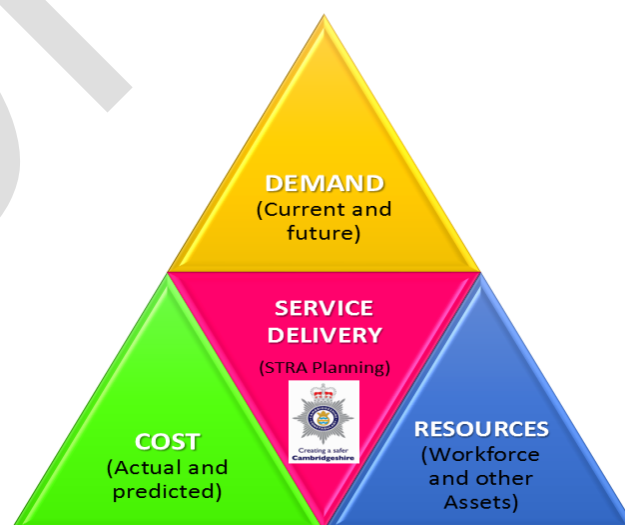 DEMAND
(Current and
future)
SERVICE
DELIVERY
(STRA Planning)
Creating a safer
Cambridgeshire
COST
(Actual and
predicted)
RESOURCES
(Workforce
and other
Assets)